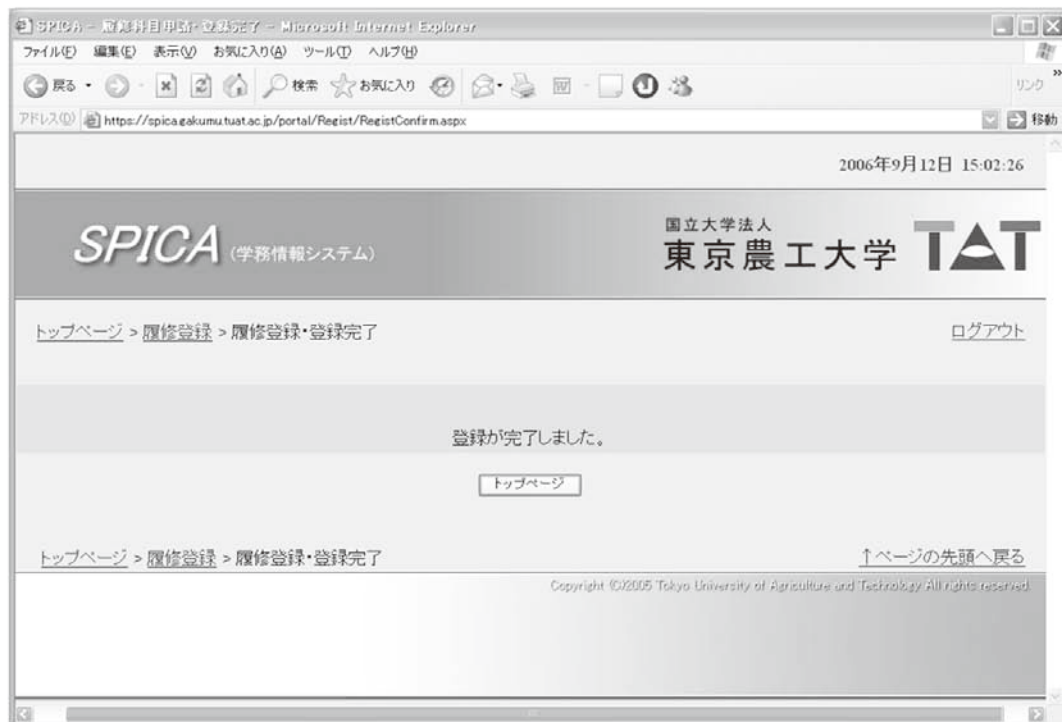 SPICA - 履修科目申請・登録完了 - Microsoft Internet Explorer
ファイル(F) 編集(E) 表示(V) お気に入り(A) ツール(T) ヘルプ(H)
戻る 検索 お気に入り リンク »
アドレス(D) https://spica.gakumu.tuat.ac.jp/portal/Regist/RegistConfirm.aspx 移動
2006年9月12日 15:02:26
SPICA (学務情報システム)
国立大学法人
東京農工大学 TAT
トップページ > 履修登録 > 履修登録・登録完了 ログアウト
登録が完了しました。
トップページ
トップページ > 履修登録 > 履修登録・登録完了 ↑ページの先頭へ戻る
Copyright (C)2005 Tokyo University of Agriculture and Technology All rights reserved.